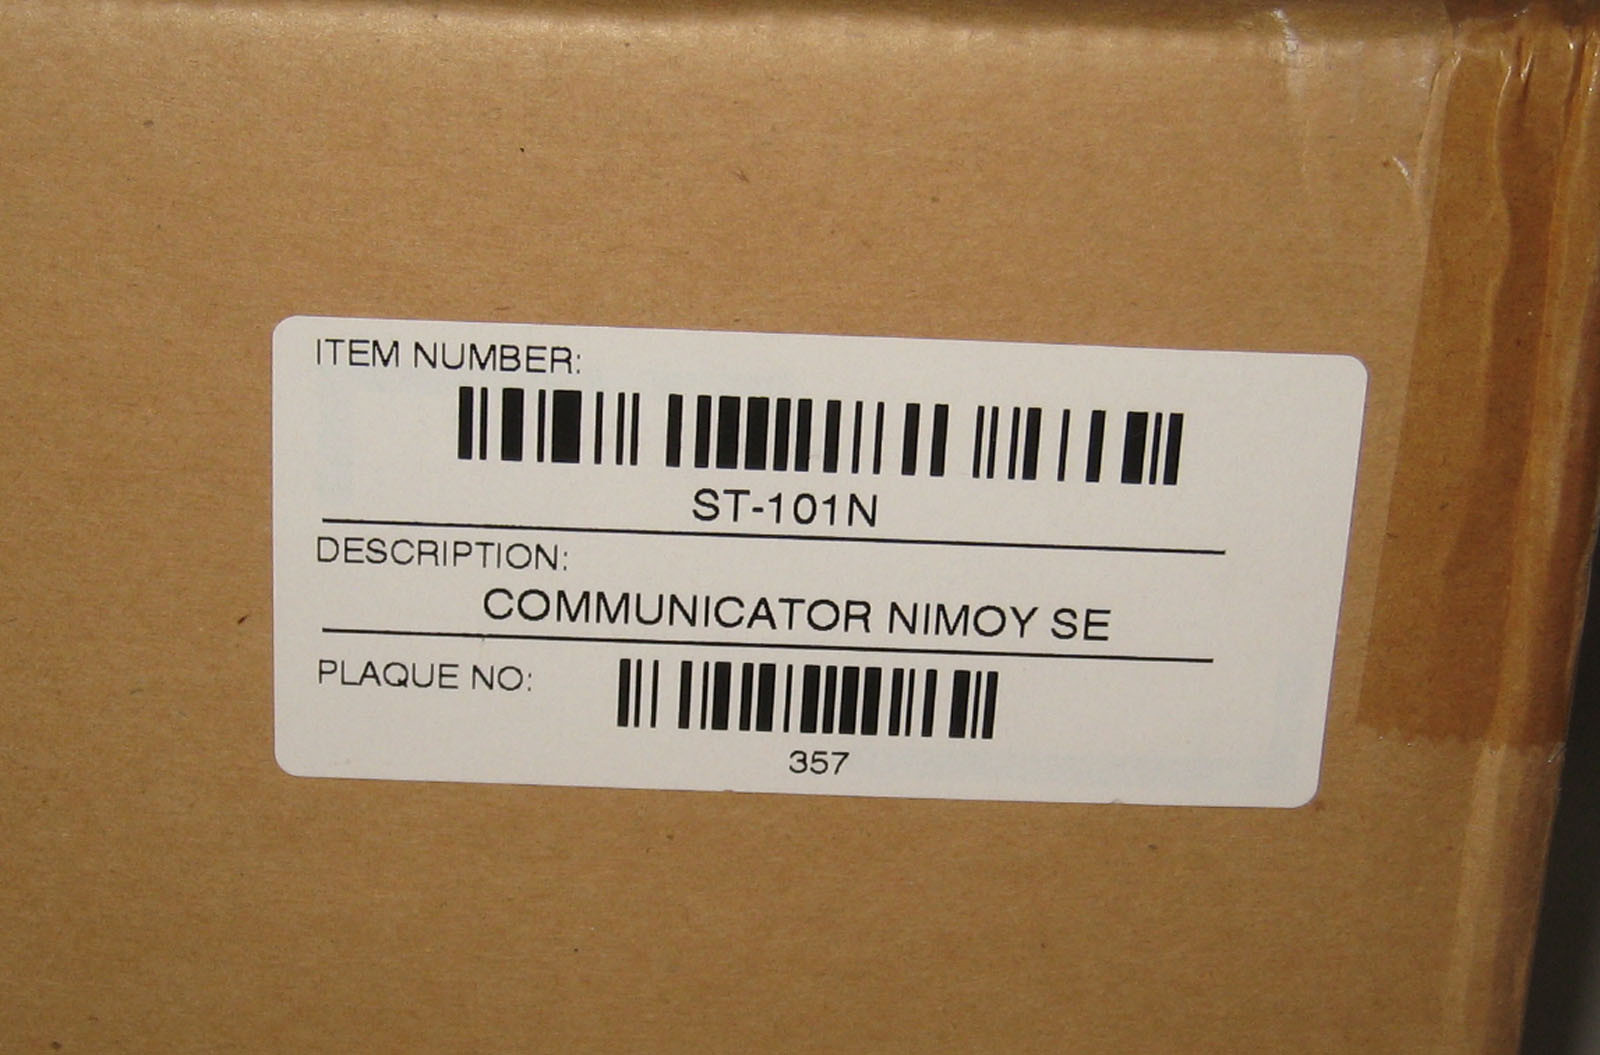 ITEM NUMBER:
ST-101N
DESCRIPTION:
COMMUNICATOR NIMOY SE
PLAQUE NO:
357